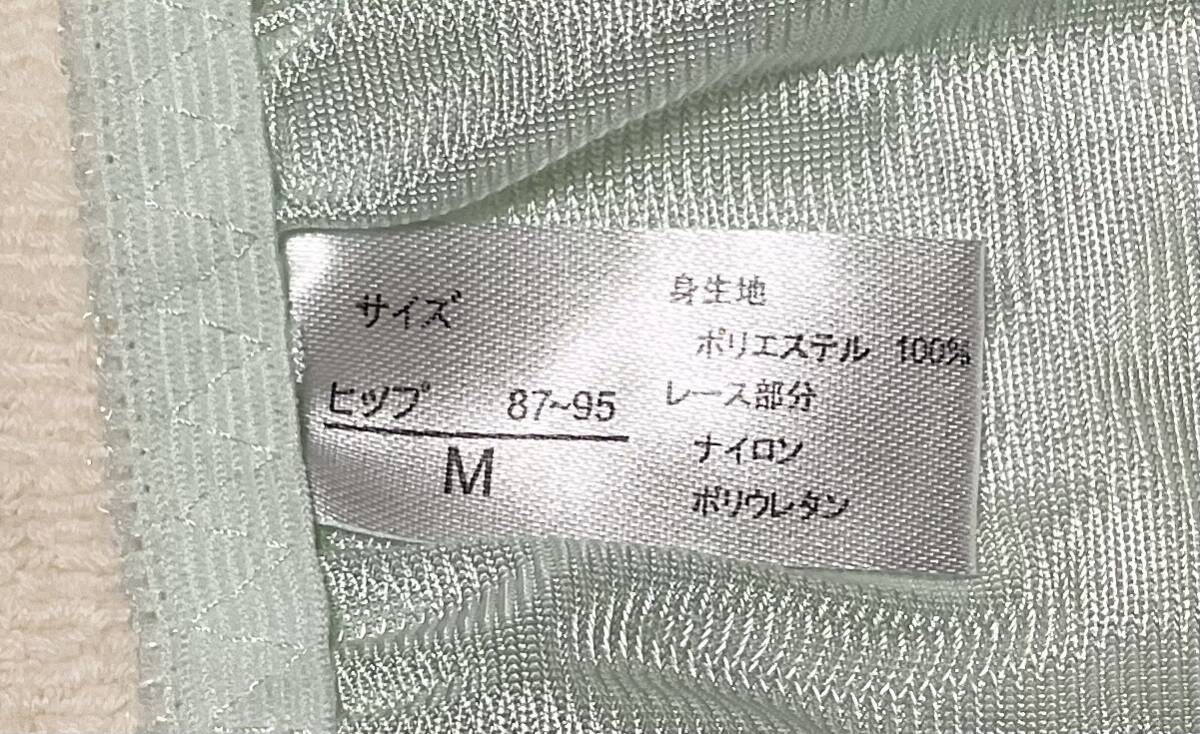 サイズ
ヒップ 87~95
M
身生地
ポリエステル 100%
レース部分
ナイロン
ポリウレタン